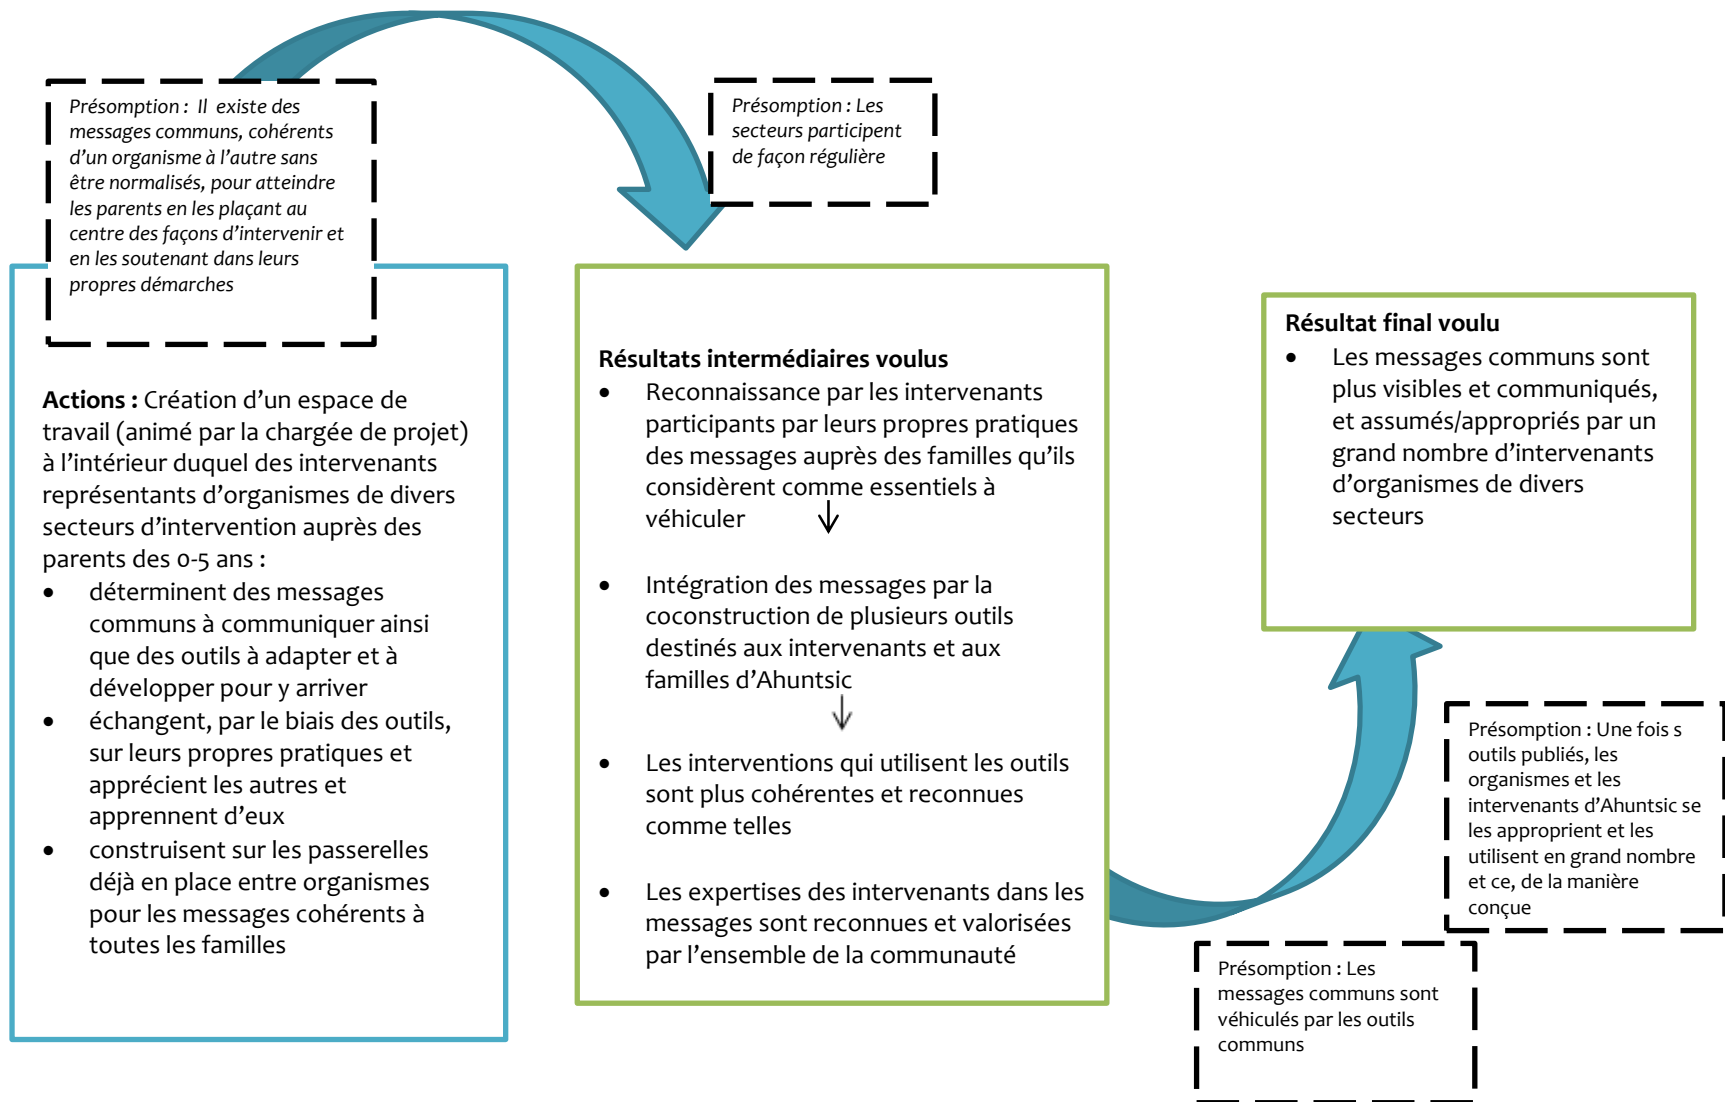 Présomption : Il existe des
messages communs, cohérents
d’un organisme à l’autre sans
être normalisés, pour atteindre
les parents en les plaçant au
centre des façons d’intervenir et
en les soutenant dans leurs
propres démarches
Présomption : Les
secteurs participent
de façon régulière
Actions : Création d’un espace de
travail (animé par la chargée de projet)
à l’intérieur duquel des intervenants
représentants d’organismes de divers
secteurs d’intervention auprès des
parents des 0-5 ans :
• déterminent des messages
communs à communiquer ainsi
que des outils à adapter et à
développer pour y arriver
• échangent, par le biais des outils,
sur leurs propres pratiques et
apprécient les autres et
apprennent d’eux
• construisent sur les passerelles
déjà en place entre organismes
pour les messages cohérents à
toutes les familles
Résultats intermédiaires voulus
• Reconnaissance par les intervenants
participants par leurs propres pratiques
des messages auprès des familles qu’ils
considèrent comme essentiels à
véhiculer
• Intégration des messages par la
coconstruction de plusieurs outils
destinés aux intervenants et aux
familles d’Ahuntsic
• Les interventions qui utilisent les outils
sont plus cohérentes et reconnues
comme telles
• Les expertises des intervenants dans les
messages sont reconnues et valorisées
par l’ensemble de la communauté
Résultat final voulu
• Les messages communs sont
plus visibles et communiqués,
et assumés/appropriés par un
grand nombre d’intervenants
d’organismes de divers
secteurs
Présomption : Une fois s
outils publiés, les
organismes et les
intervenants d’Ahuntsic se
les approprient et les
utilisent en grand nombre
et ce, de la manière
conçue
Présomption : Les
messages communs sont
véhiculés par les outils
communs